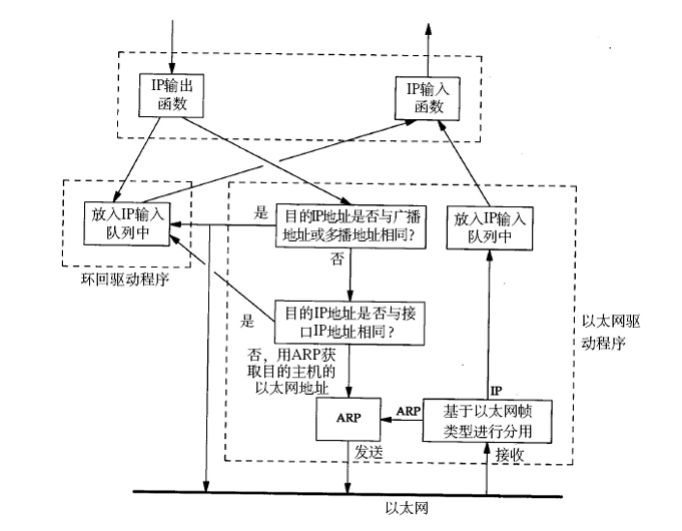 IP输出
函数
IP输入
函数
放入IP输入
队列中
环回驱动程序
是
目的IP地址是否与广播
地址或多播地址相同？
否
放入IP输入
队列中
是
目的IP地址是否与接
口IP地址相同？
否，用ARP获
取目的主机的
以太网地址
以太网驱
动程序
ARP
ARP
IP
基于以太网帧
类型进行分用
发送
接收
以太网